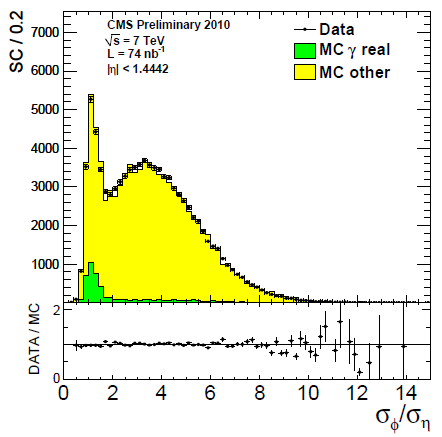 CMS Preliminary 2010
√s = 7 TeV
L = 74 nb⁻¹
|η| < 1.4442
Data
MC γ real
MC other
SC / 0.2
7000
6000
5000
4000
3000
2000
1000
DATA / MC
2
1
0
0 2 4 6 8 10 12 14
σϕ/ση